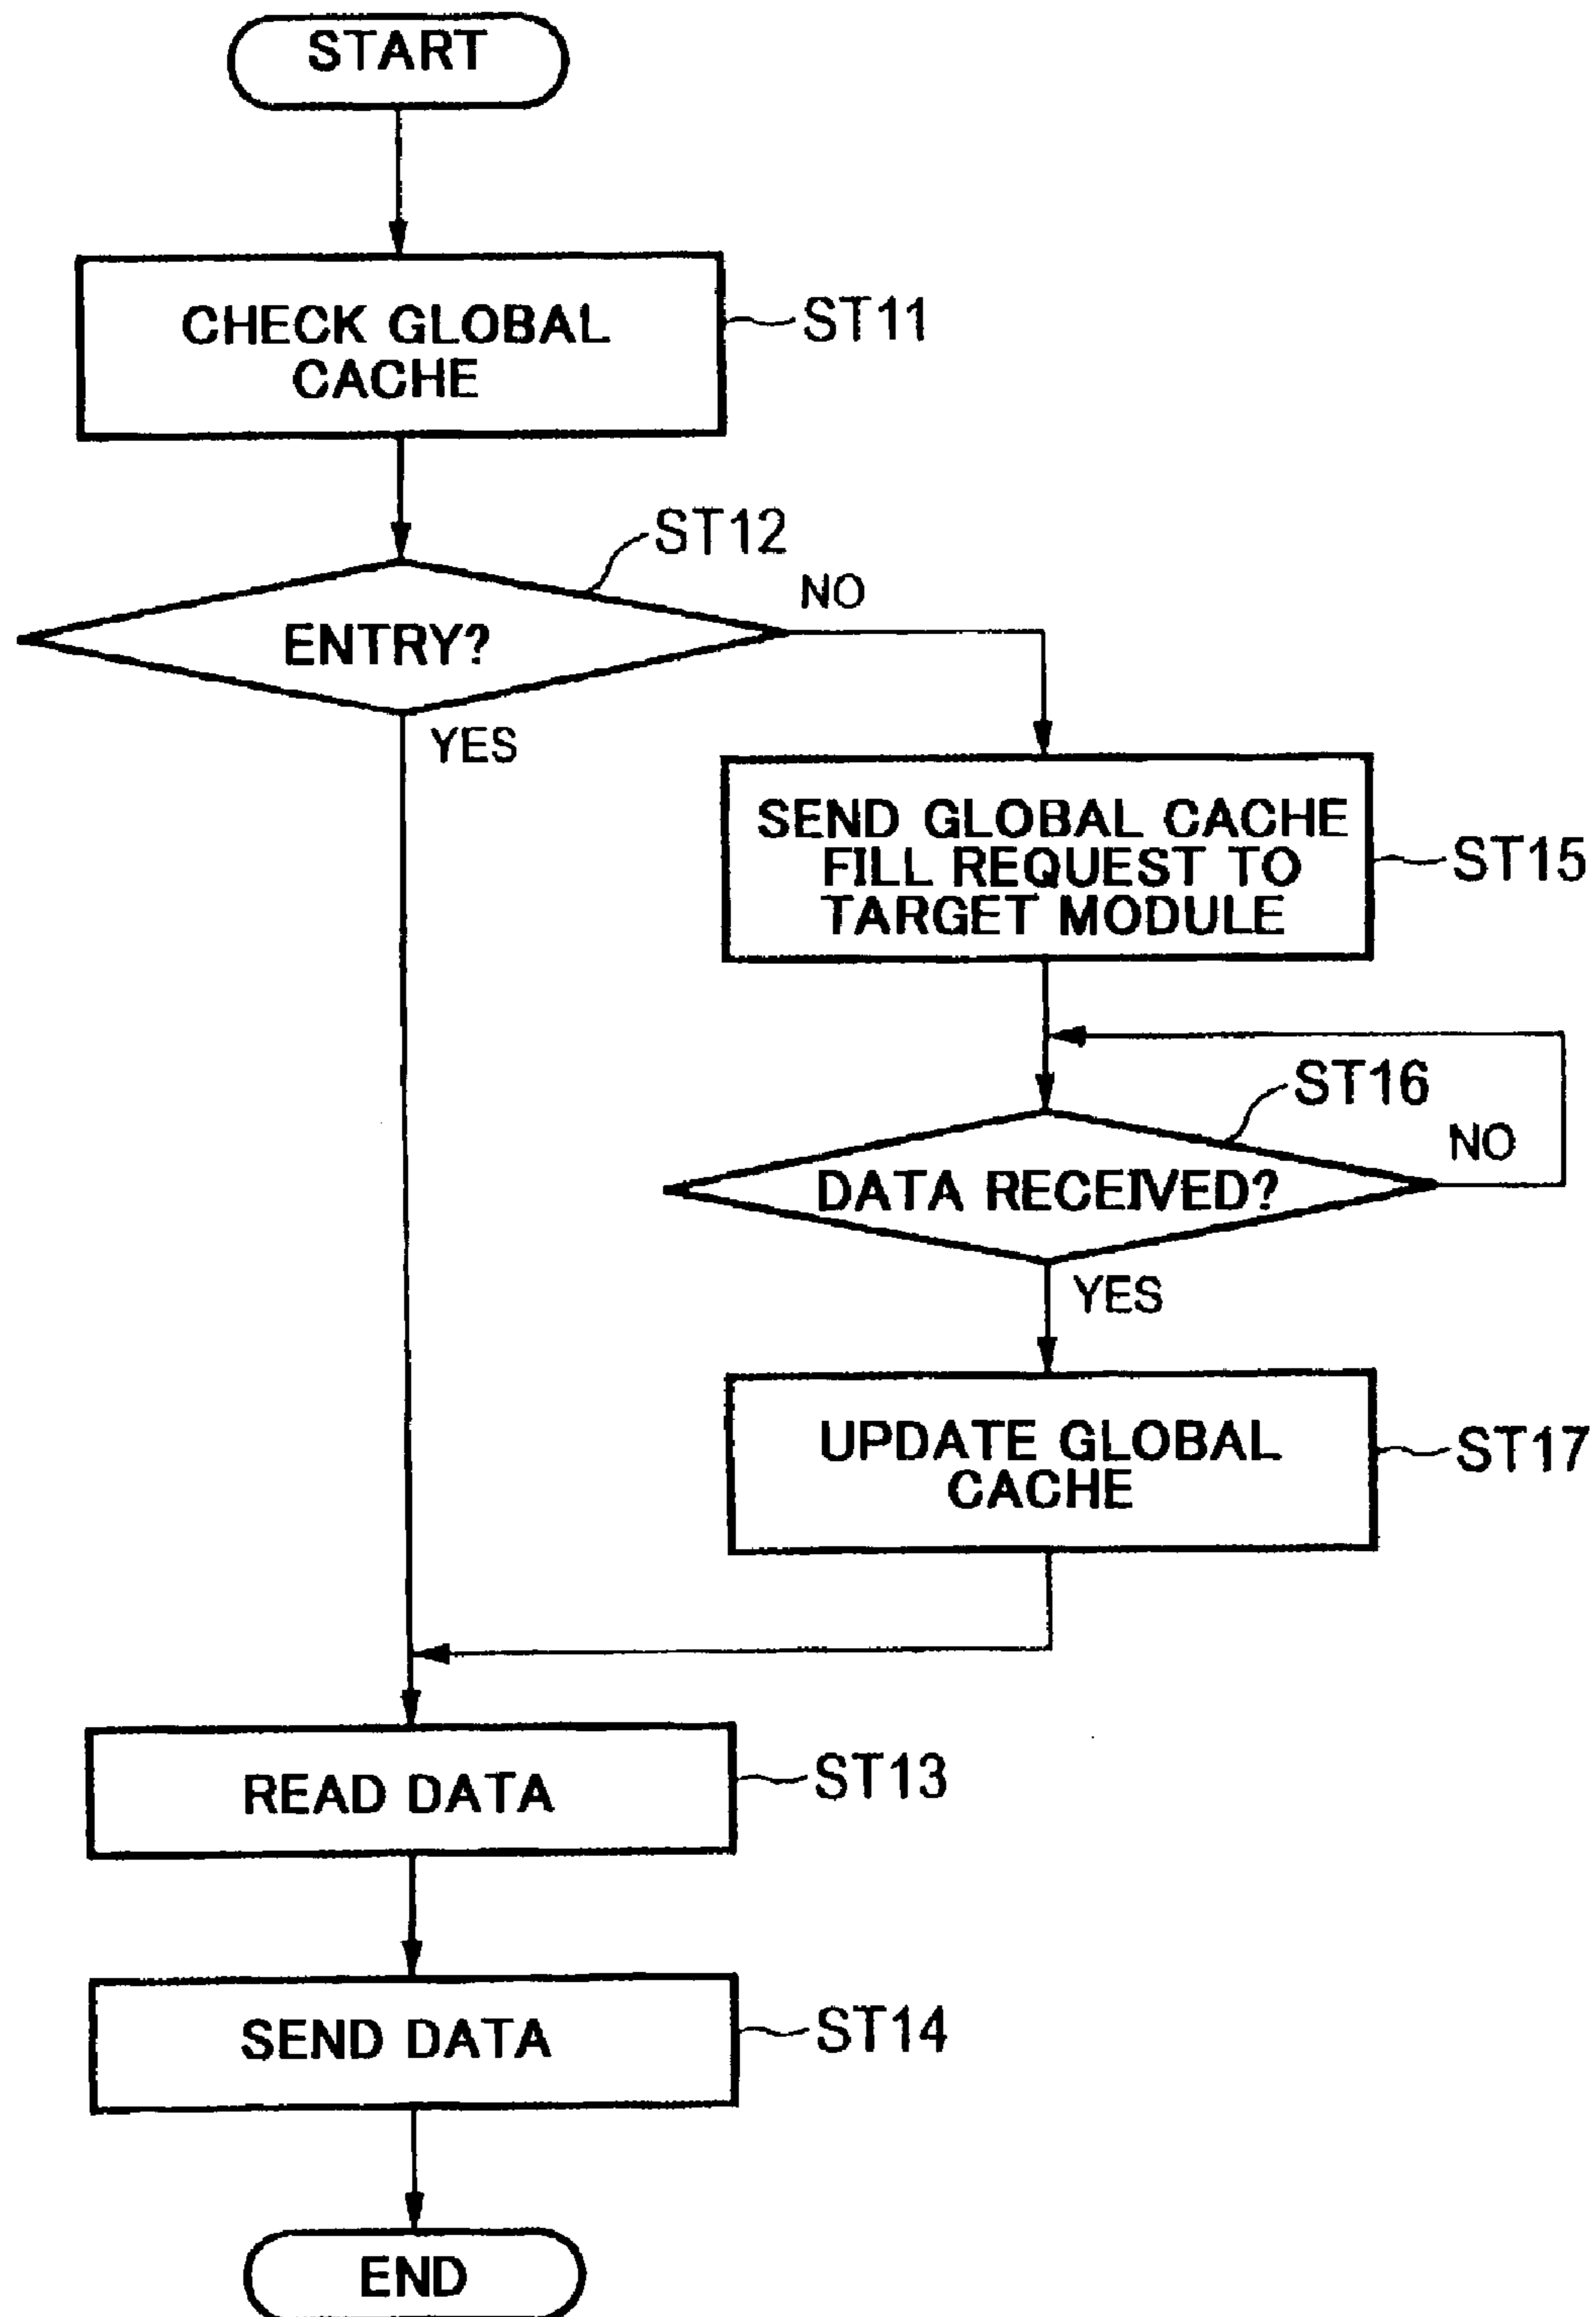 START
CHECK GLOBAL
CACHE
ST11
ST12
NO
ENTRY?
YES
SEND GLOBAL CACHE
FILL REQUEST TO
TARGET MODULE
ST15
ST16
NO
DATA RECEIVED?
YES
UPDATE GLOBAL
CACHE
ST17
READ DATA
ST13
SEND DATA
ST14
END